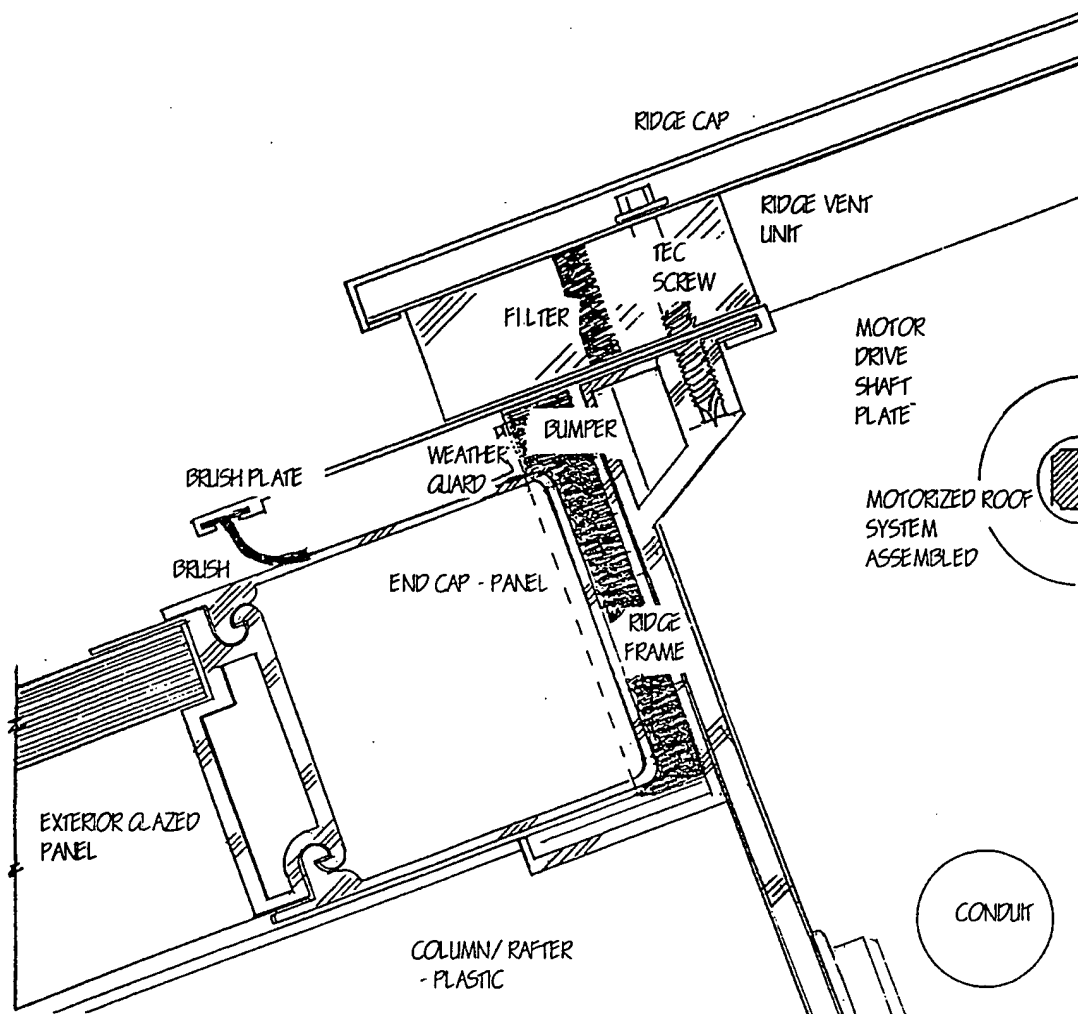 RIDGE CAP
RIDGE VENT
UNIT
TEC
SCREW
FILTER
MOTOR
DRIVE
SHAFT
PLATE
BUMPER
WEATHER
GUARD
BRUSH PLATE
MOTORIZED ROOF
SYSTEM
ASSEMBLED
BRUSH
END CAP - PANEL
RIDGE
FRAME
EXTERIOR GLAZED
PANEL
CONDUIT
COLUMN/ RAFTER
- PLASTIC